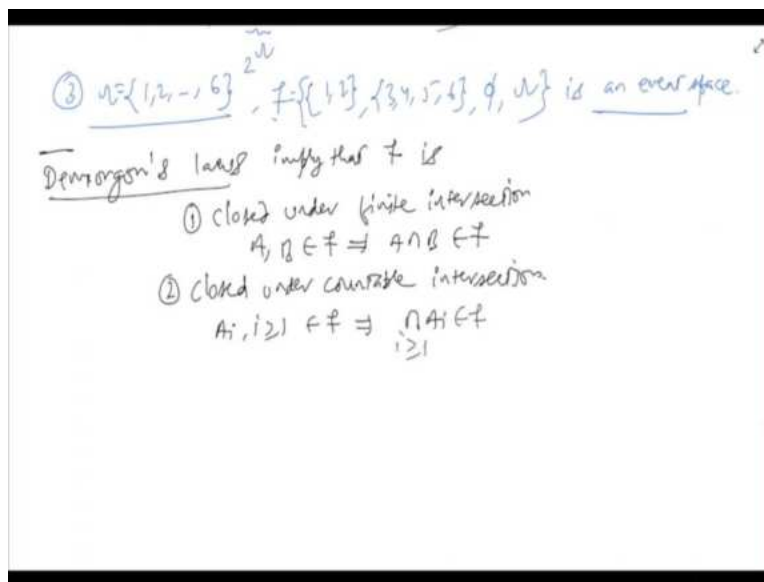 2^Ω
③ Ω={1,2,-,6}, F={{1,2}, {3,4,5,6}, φ, Ω} is an event space.
Demorgan's laws imply that F is
① closed under finite intersection
A, B ∈ F ⇒ A∩B ∈ F
② closed under countable intersection.
Ai, i≥1 ∈ F ⇒ ∩Ai ∈ F
i≥1